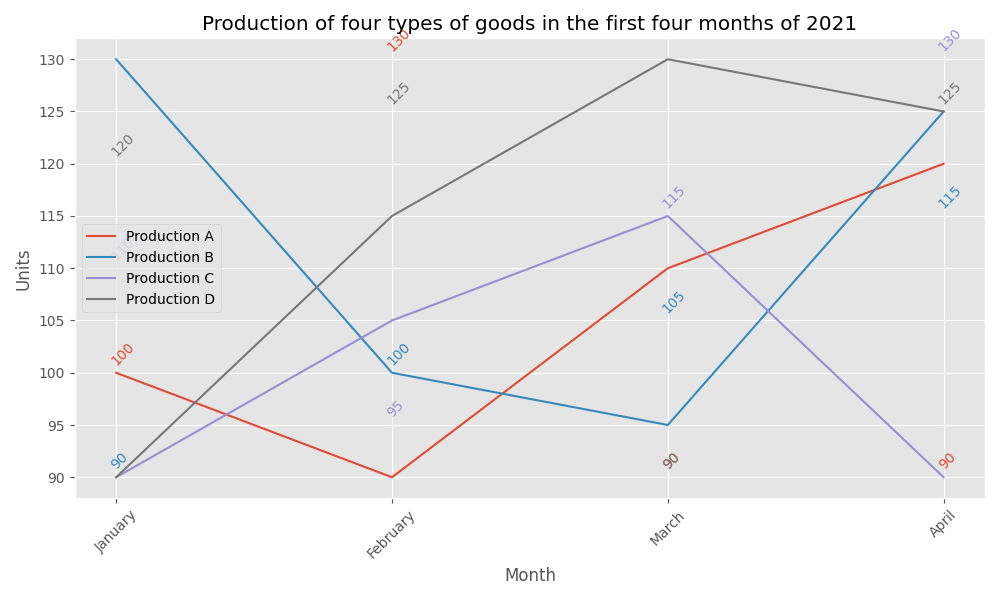 Production of four types of goods in the first four months of 2021
130
130
130
125
125
125
120
120
115
115
115
110
105
105
100
100
100
95
95
90
90
90
90
Production A
Production B
Production C
Production D
Units
January
February
March
April
Month